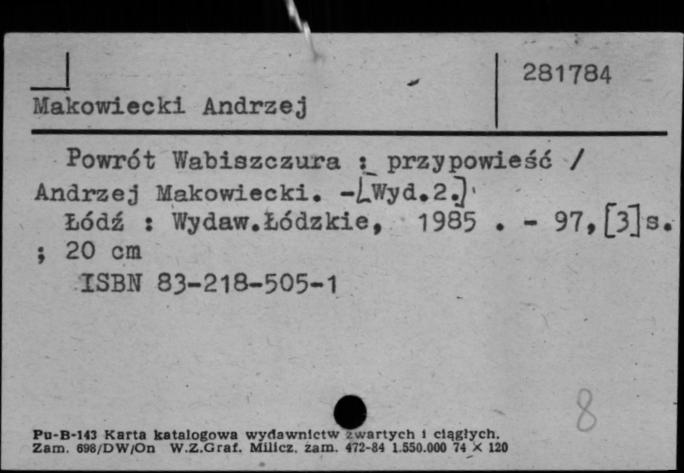 281784
Makowiecki Andrzej
Powrót Wabiszczura : przypowieść /
Andrzej Makowiecki. -[Wyd.2.]
Łódź : Wydaw.Łódzkie, 1985 . - 97,[3]s.
; 20 cm
ISBN 83-218-505-1
8
Pu-B-143 Karta katalogowa wydawnictw zwartych i ciągłych.
Zam. 698/DW/On W.Z.Graf. Milicz. zam. 472-84 1.550.000 74 × 120